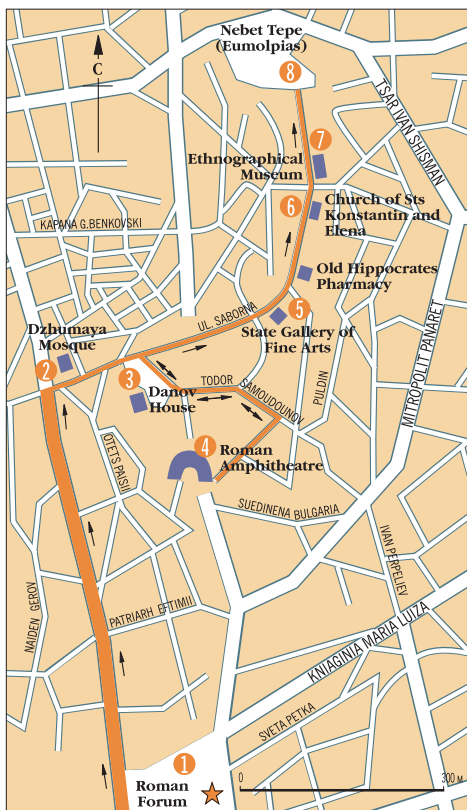 Nebet Tepe
(Eumolpias)
8
C
TSAR IVAN SHISMAN
7
Ethnographical
Museum
6
Church of Sts
Konstantin and
Elena
KAPANA G.BENKOVSKI
Old Hippocrates
Pharmacy
UL. SABORNA
5
State Gallery of
Fine Arts
MITROPOLIT PANARET
Dzhumaya
Mosque
2
3
Danov
House
TODOR
SAMOUDOUNOV
PULDIN
4
Roman
Amphitheatre
OTETS PAISII
SUEDINENA BULGARIA
IVAN PERPELIEV
NAIDEN GEROV
PATRIARH EFTIMII
KNIAGINIA MARIA LUIZA
SVETA PETKA
1
Roman
Forum
0
300 M